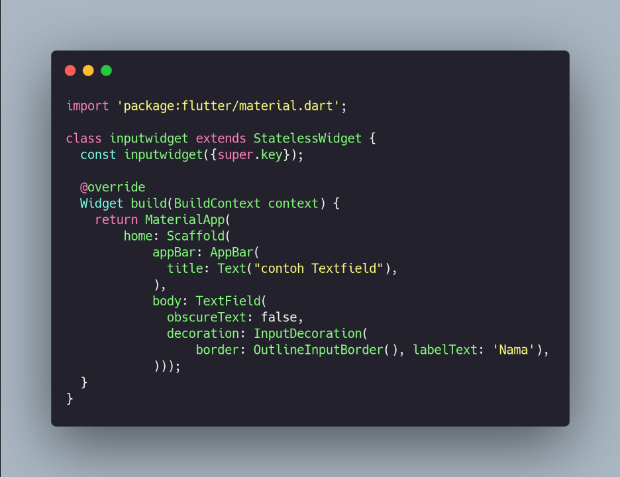 import 'package:flutter/material.dart';
class inputwidget extends StatelessWidget {
const inputwidget({super.key});
@override
Widget build(BuildContext context) {
return MaterialApp(
home: Scaffold(
appBar: AppBar(
title: Text("contoh Textfield"),
),
body: TextField(
obscureText: false,
decoration: InputDecoration(
border: OutlineInputBorder(), labelText: 'Nama'),
)));
}
}